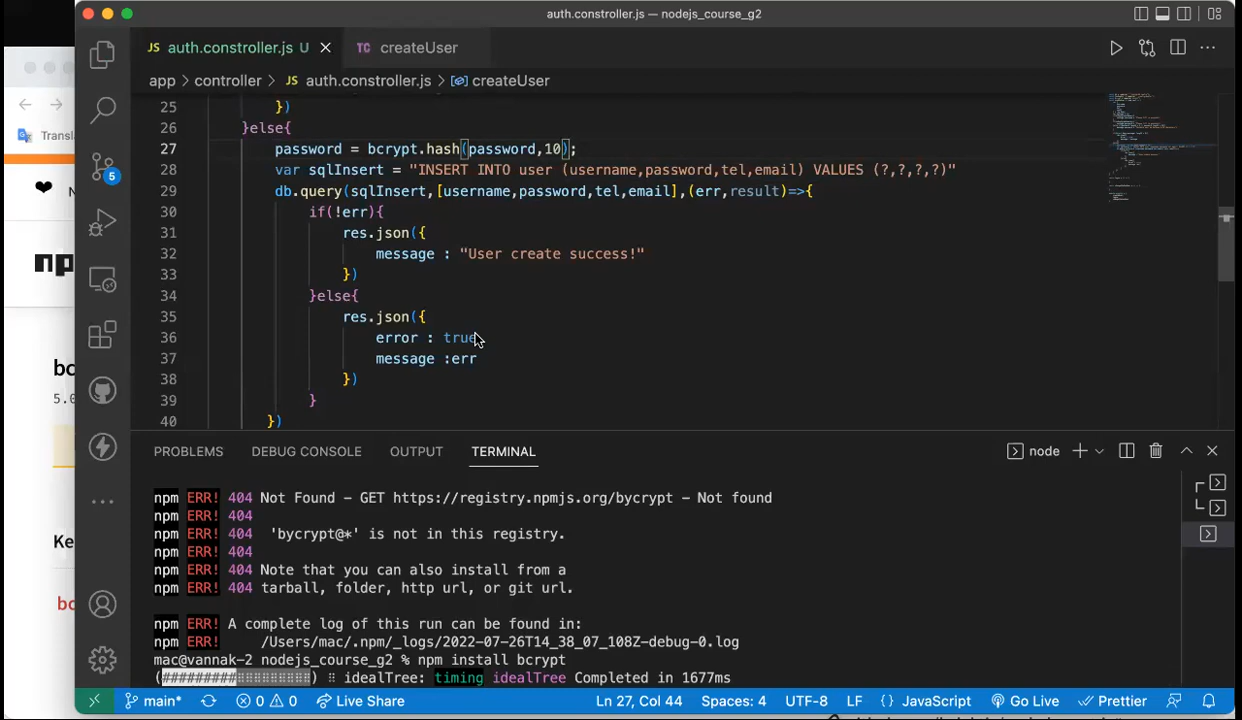 auth.constroller.js — nodejs_course_g2
JS auth.constroller.js U
TC createUser
app > controller > JS auth.constroller.js > createUser
25 })
26 }else{
27 password = bcrypt.hash(password,10);
28 var sqlInsert = "INSERT INTO user (username,password,tel,email) VALUES (?,?,?,?)"
29 db.query(sqlInsert,[username,password,tel,email],(err,result)=>{
30 if(!err){
31 res.json({
32 message : "User create success!"
33 })
34 }else{
35 res.json({
36 error : true
37 message :err
38 })
39 }
40 })
5
Transl
np
bc
5.0
Ke
bc
PROBLEMS DEBUG CONSOLE OUTPUT TERMINAL
node
npm ERR! 404 Not Found - GET https://registry.npmjs.org/bycrypt - Not found
npm ERR! 404
npm ERR! 404 'bycrypt@*' is not in this registry.
npm ERR! 404
npm ERR! 404 Note that you can also install from a
npm ERR! 404 tarball, folder, http url, or git url.
npm ERR! A complete log of this run can be found in:
npm ERR! /Users/mac/.npm/_logs/2022-07-26T14_38_07_108Z-debug-0.log
mac@vannak-2 nodejs_course_g2 % npm install bcrypt
idealTree: timing idealTree Completed in 1677ms
main* 0 0 Live Share Ln 27, Col 44 Spaces: 4 UTF-8 LF {} JavaScript Go Live Prettier